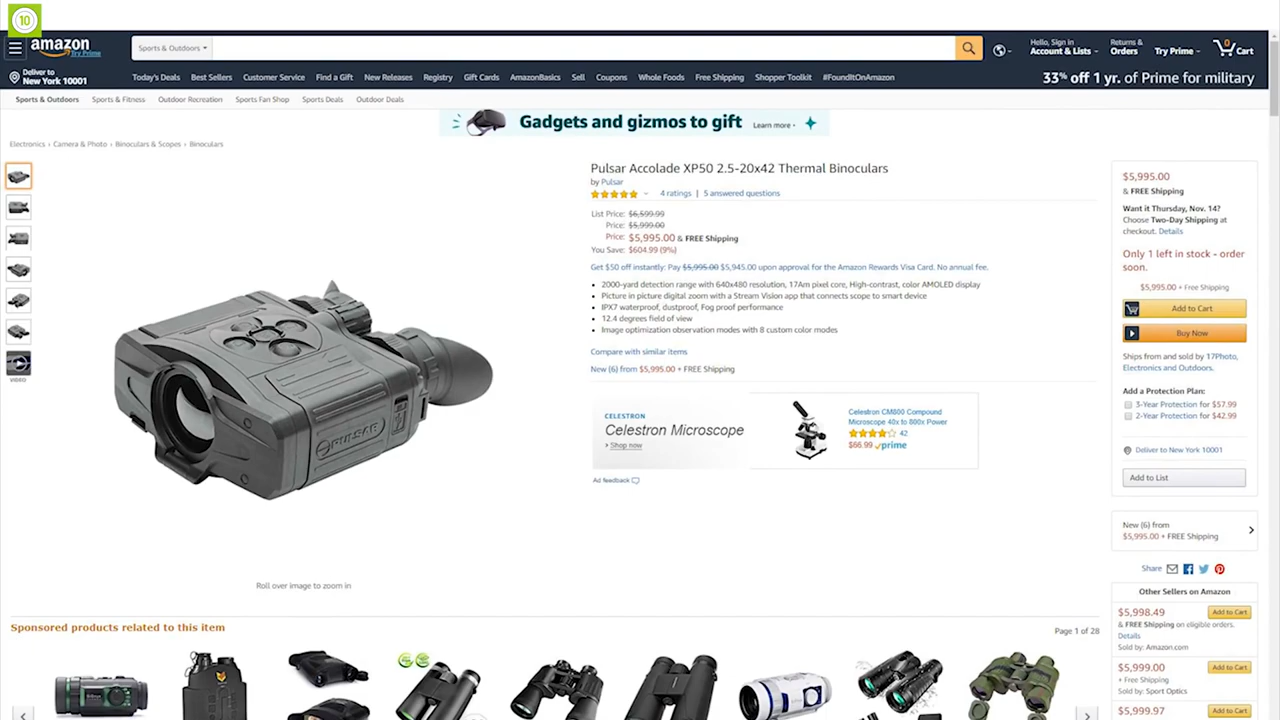 10
amazon
Try Prime
Sports & Outdoors
Hello, Sign in
Account & Lists
Returns &
Orders
Try Prime
0
Cart
Deliver to
New York 10001
Today's Deals
Best Sellers
Customer Service
Find a Gift
New Releases
Registry
Gift Cards
AmazonBasics
Sell
Coupons
Whole Foods
Free Shipping
Shopper Toolkit
#FoundItOnAmazon
33% off 1 yr. of Prime for military
Sports & Outdoors
Sports & Fitness
Outdoor Recreation
Sports Fan Shop
Sports Deals
Outdoor Deals
Gadgets and gizmos to gift
Learn more ›
Electronics › Camera & Photo › Binoculars & Scopes › Binoculars
VIDEO
PULSAR
Roll over image to zoom in
Pulsar Accolade XP50 2.5-20x42 Thermal Binoculars
by Pulsar
4 ratings | 5 answered questions
List Price: $6,599.99
Price: $5,999.00
Price: $5,995.00 & FREE Shipping
You Save: $604.99 (9%)
Get $50 off instantly: Pay $5,995.00 $5,945.00 upon approval for the Amazon Rewards Visa Card. No annual fee.
• 2000-yard detection range with 640x480 resolution, 17Am pixel core, High-contrast, color AMOLED display
• Picture in picture digital zoom with a Stream Vision app that connects scope to smart device
• IPX7 waterproof, dustproof, Fog proof performance
• 12.4 degrees field of view
• Image optimization observation modes with 8 custom color modes
Compare with similar items
New (6) from $5,995.00 + FREE Shipping
CELESTRON
Celestron Microscope
› Shop now
Celestron CM800 Compound
Microscope 40x to 800x Power
42
$66.99 prime
Ad feedback
$5,995.00
& FREE Shipping
Want it Thursday, Nov. 14?
Choose Two-Day Shipping at
checkout. Details
Only 1 left in stock - order
soon.
$5,995.00 + Free Shipping
Add to Cart
Buy Now
Ships from and sold by 17Photo,
Electronics and Outdoors.
Add a Protection Plan:
3-Year Protection for $57.99
2-Year Protection for $42.99
Deliver to New York 10001
Add to List
New (6) from
$5,995.00 + FREE Shipping
Share
Other Sellers on Amazon
$5,998.49
Add to Cart
& FREE Shipping on eligible orders.
Details
Sold by: Amazon.com
$5,999.00
Add to Cart
+ Free Shipping
Sold by: Sport Optics
$5,999.97
Add to Cart
Sponsored products related to this item
Page 1 of 28